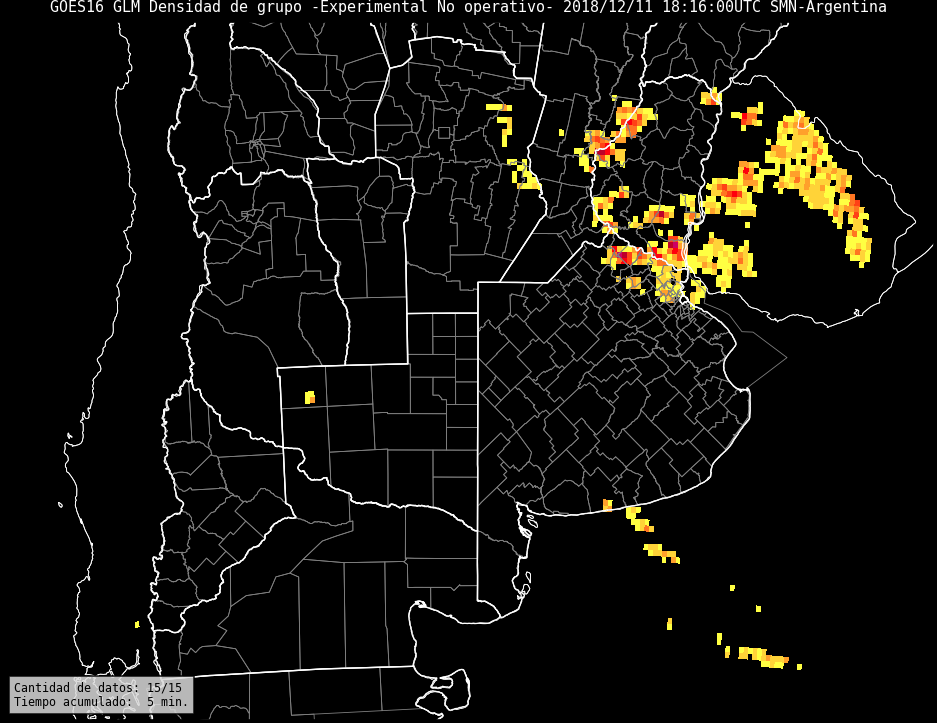 GOES16 GLM Densidad de grupo -Experimental No operativo- 2018/12/11 18:16:00UTC SMN-Argentina
Cantidad de datos: 15/15
Tiempo acumulado:  5 min.